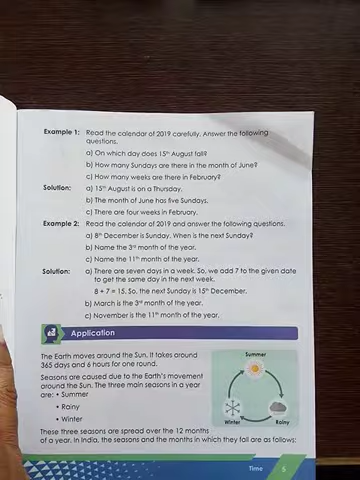 Example 1: Read the calendar of 2019 carefully. Answer the following
questions.
a) On which day does 15th August fall?
b) How many Sundays are there in the month of June?
c) How many weeks are there in February?
Solution: a) 15th August is on a Thursday.
b) The month of June has five Sundays.
c) There are four weeks in February.
Example 2: Read the calendar of 2019 and answer the following questions.
a) 8th December is Sunday. When is the next Sunday?
b) Name the 3rd month of the year.
c) Name the 11th month of the year.
Solution: a) There are seven days in a week. So, we add 7 to the given date
to get the same day in the next week.
8 + 7 = 15. So, the next Sunday is 15th December.
b) March is the 3rd month of the year.
c) November is the 11th month of the year.
Application
The Earth moves around the Sun. It takes around
365 days and 6 hours for one round.
Seasons are caused due to the Earth's movement
around the Sun. The three main seasons in a year
are: • Summer
• Rainy
• Winter
Summer
Winter
Rainy
These three seasons are spread over the 12 months
of a year. In India, the seasons and the months in which they fall are as follows:
Time 5